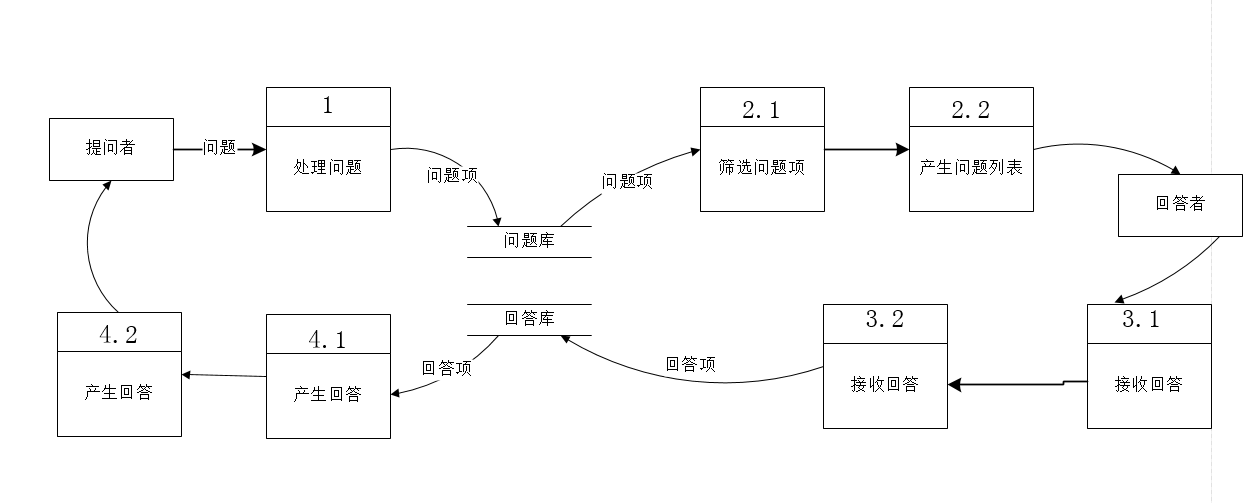 提问者
问题
1
处理问题
问题项
问题库
问题项
2.1
筛选问题项
2.2
产生问题列表
回答者
3.1
接收回答
3.2
接收回答
回答项
回答库
回答项
4.1
产生回答
4.2
产生回答